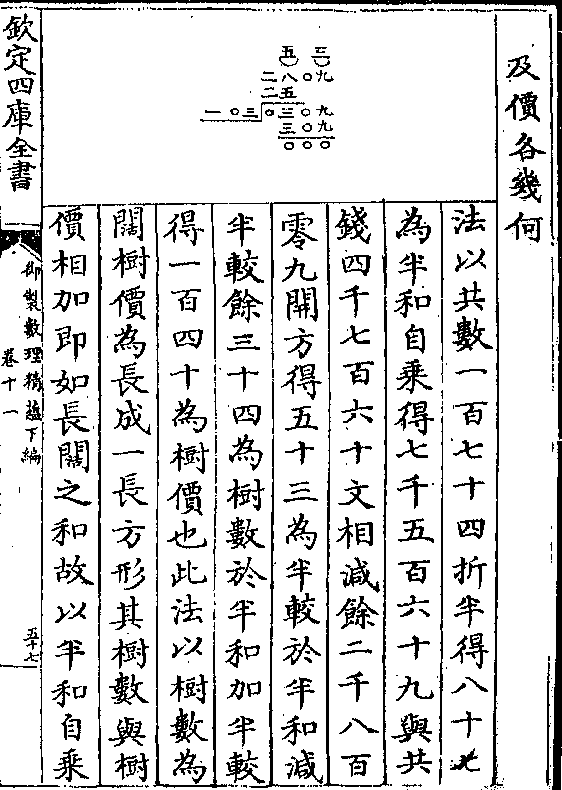 及價各幾何
法以共數一百七十四折半得八十七
為半和自乗得七千五百六十九與共
錢四千七百六十文相減餘二千八百
零九開方得五十三為半較於半和減
半較餘三十四為樹數於半和加半較
得一百四十為樹價也此法以樹數為
闊樹價為長成一長方形其樹數與樹
價相加即如長闊之和故以半和自乗
五三
二八〇九
二五
一〇三〇三〇九
三〇九
〇〇〇
欽定四庫全書
御製數理精蘊下編
卷十一
五十七